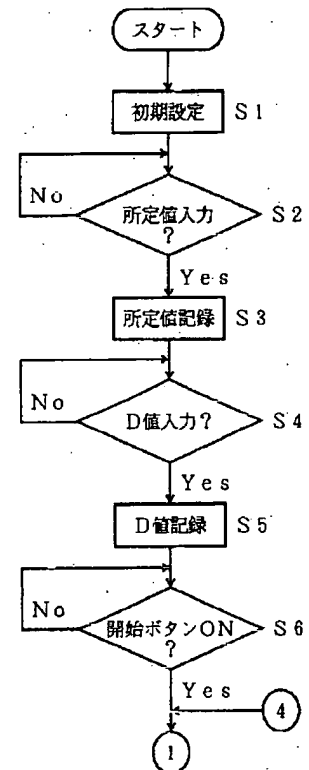 スタート
初期設定 S1
No
所定値入力 S2
?
Yes
所定値記録 S3
No
D値入力? S4
Yes
D値記録 S5
No
開始ボタンON S6
?
Yes
4
1